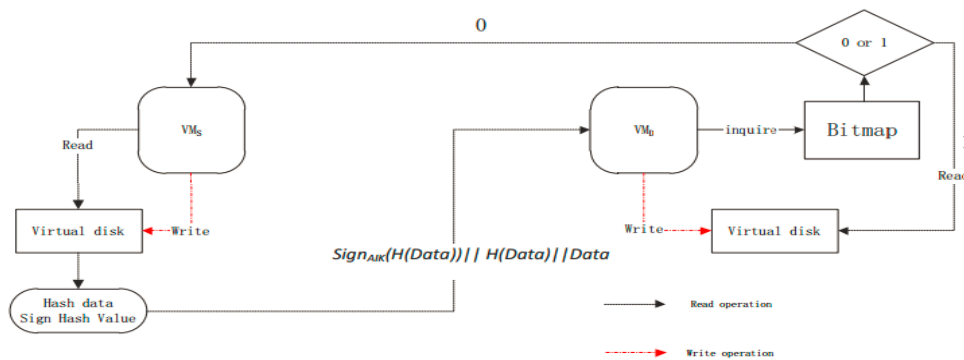 0
0 or 1
VMS
VMD
inquire
Bitmap
Read
Read
Write
Write
Virtual disk
Virtual disk
SignAIK(H(Data))|| H(Data)||Data
Hash data
Sign Hash Value
Read operation
Write operation